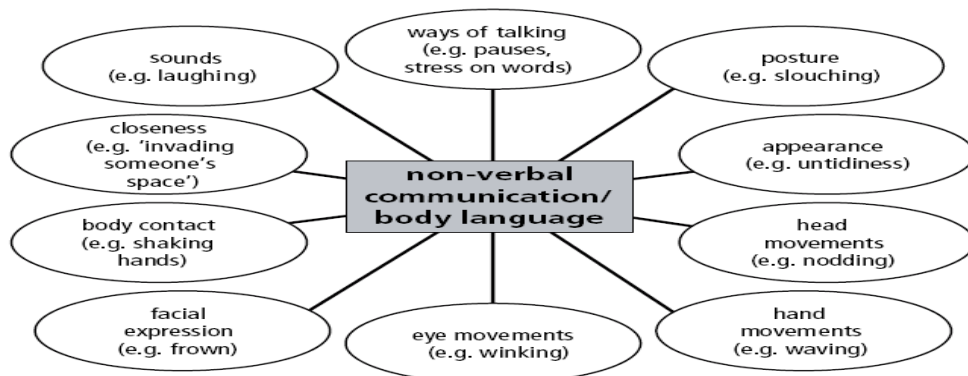 ways of talking
(e.g. pauses,
stress on words)
sounds
(e.g. laughing)
posture
(e.g. slouching)
closeness
(e.g. 'invading
someone's
space')
appearance
(e.g. untidiness)
non-verbal
communication/
body language
body contact
(e.g. shaking
hands)
head
movements
(e.g. nodding)
facial
expression
(e.g. frown)
eye movements
(e.g. winking)
hand
movements
(e.g. waving)